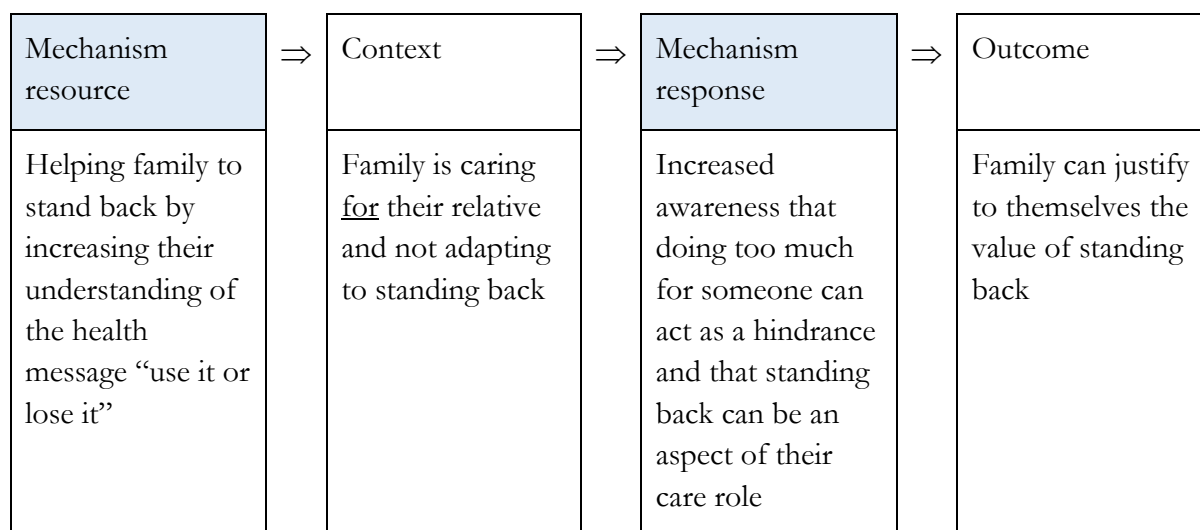 Mechanism
resource
⇒
Context
⇒
Mechanism
response
⇒
Outcome
Helping family to
stand back by
increasing their
understanding of
the health
message “use it or
lose it”
Family is caring
for their relative
and not adapting
to standing back
Increased
awareness that
doing too much
for someone can
act as a hindrance
and that standing
back can be an
aspect of their
care role
Family can justify
to themselves the
value of standing
back